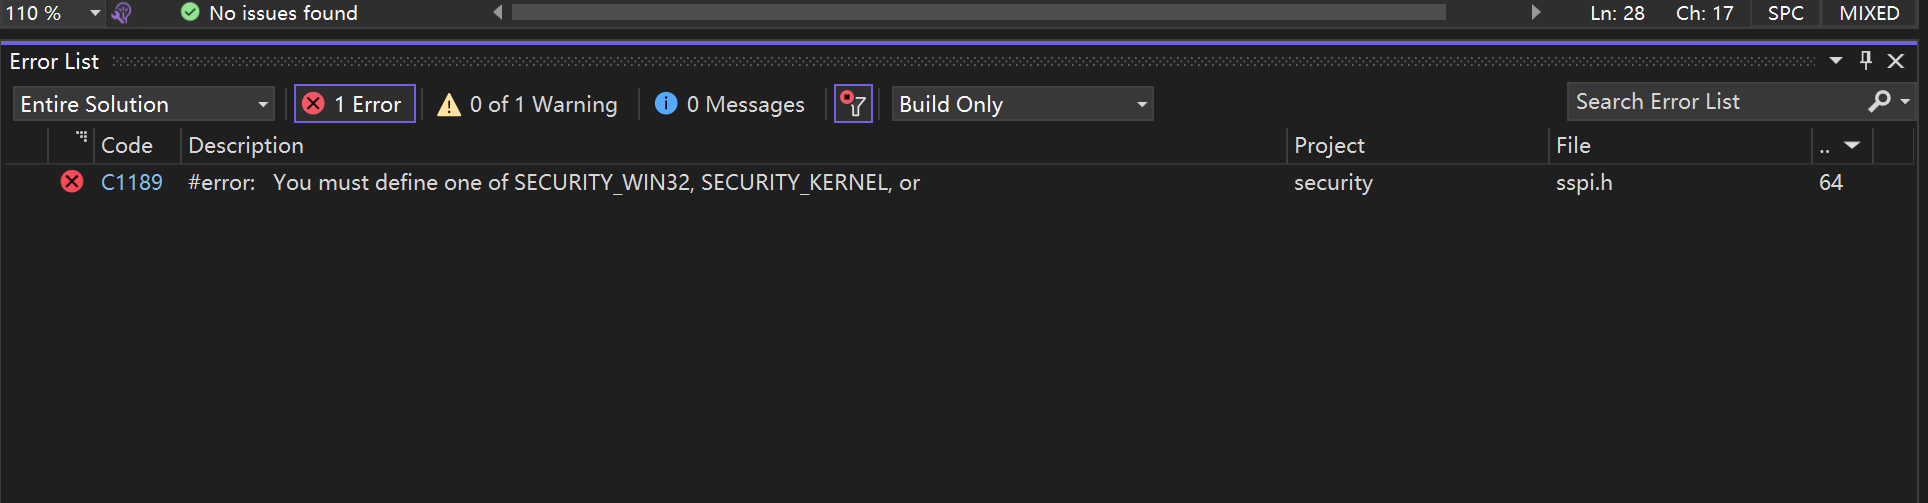 110 % No issues found Ln: 28 Ch: 17 SPC MIXED
Error List
Entire Solution 1 Error 0 of 1 Warning 0 Messages Build Only Search Error List
Code Description Project File ..
C1189 #error: You must define one of SECURITY_WIN32, SECURITY_KERNEL, or security sspi.h 64